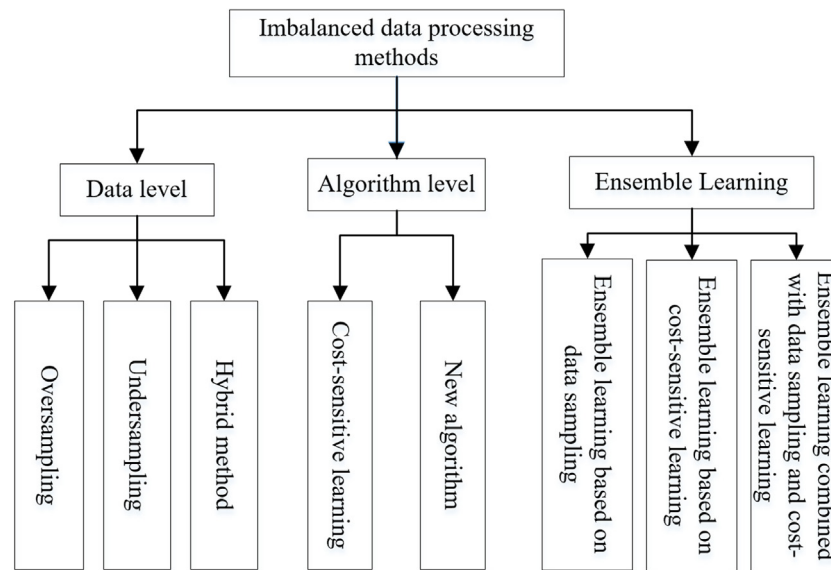 Imbalanced data processing
methods
Data level
Algorithm level
Ensemble Learning
Oversampling
Undersampling
Hybrid method
Cost-sensitive learning
New algorithm
Ensemble learning based on
data sampling
Ensemble learning based on
cost-sensitive learning
Ensemble learning combined
with data sampling and cost-
sensitive learning